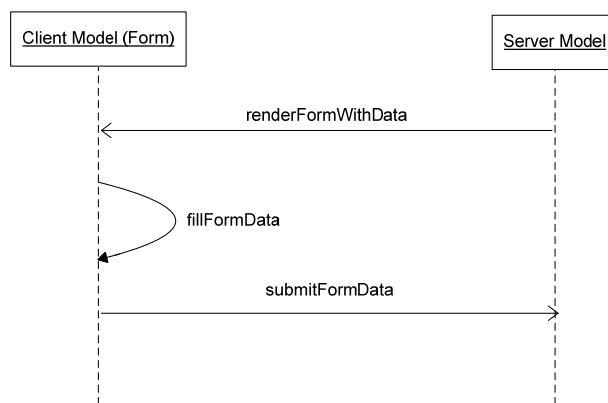 Client Model (Form)
Server Model
renderFormWithData
fillFormData
submitFormData